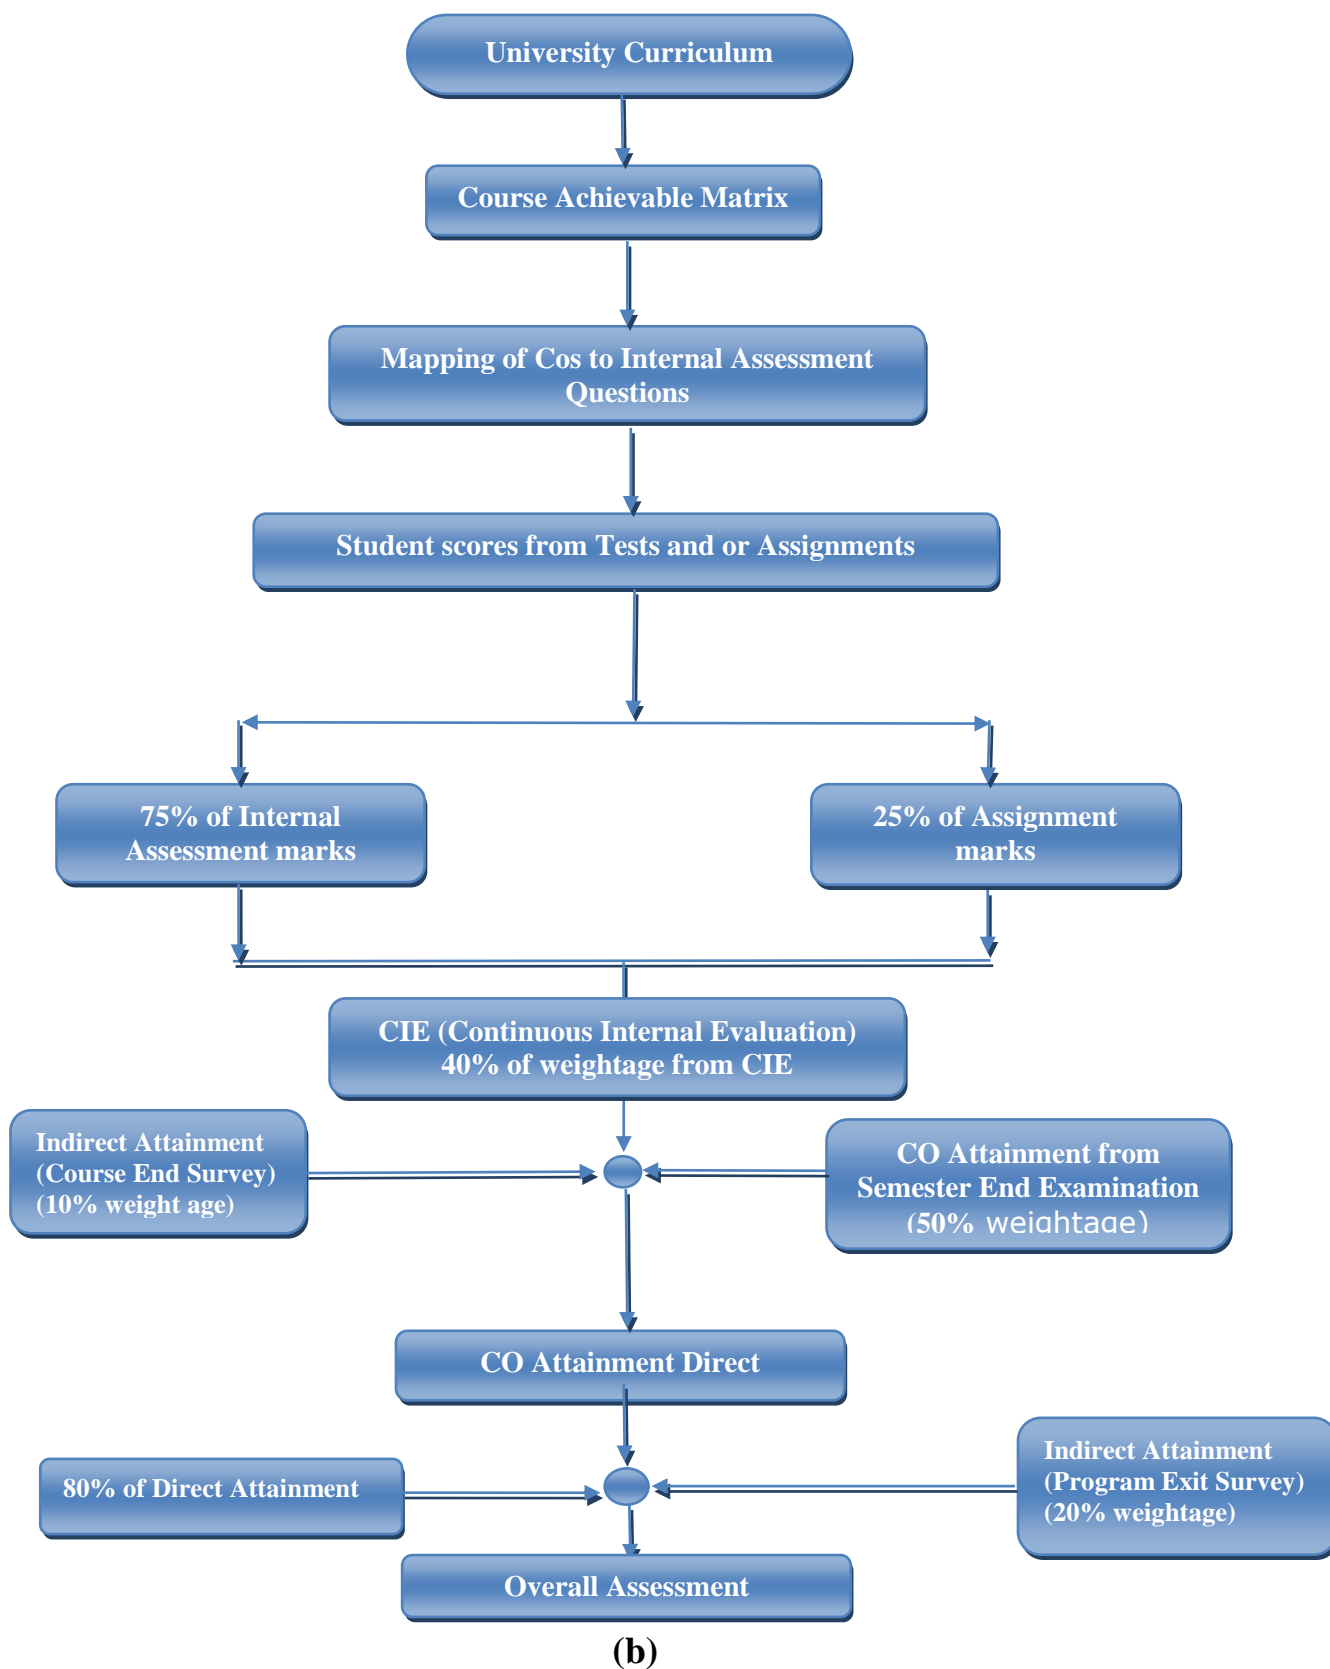 University Curriculum
Course Achievable Matrix
Mapping of Cos to Internal Assessment
Questions
Student scores from Tests and or Assignments
75% of Internal
Assessment marks
25% of Assignment
marks
CIE (Continuous Internal Evaluation)
40% of weightage from CIE
Indirect Attainment
(Course End Survey)
(10% weight age)
CO Attainment from
Semester End Examination
(50% weightage)
CO Attainment Direct
80% of Direct Attainment
Indirect Attainment
(Program Exit Survey)
(20% weightage)
Overall Assessment
(b)